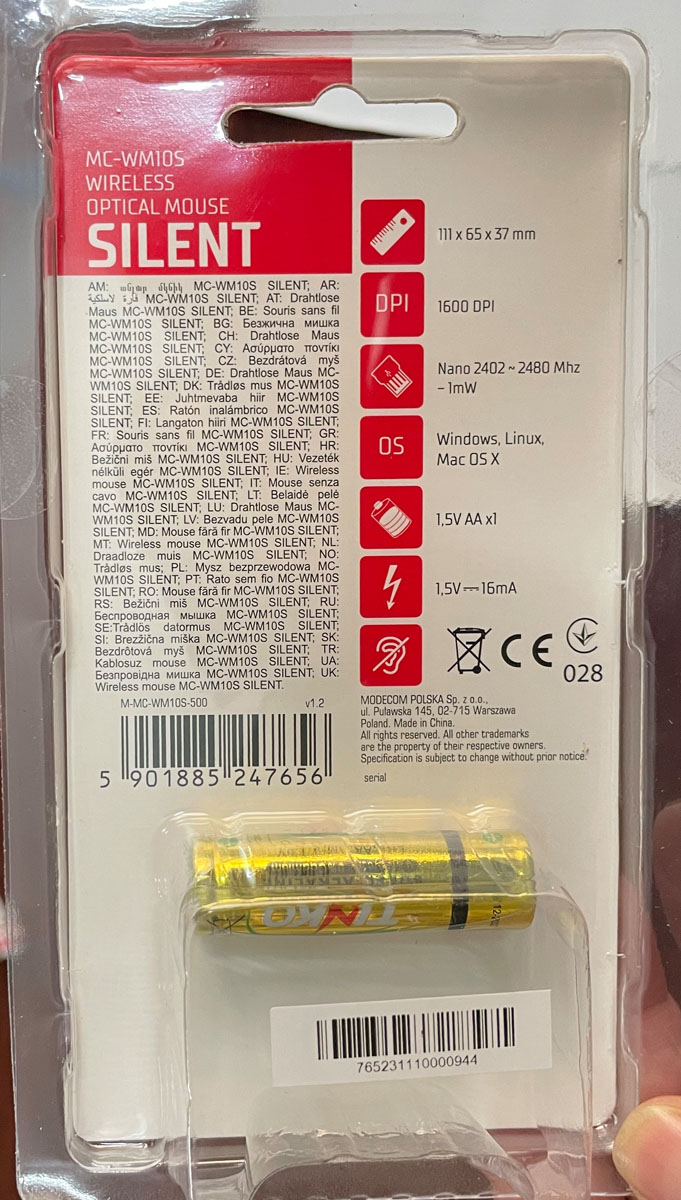 MC-WM10S
WIRELESS
OPTICAL MOUSE
SILENT
AM: անլար մկնիկ MC-WM10S SILENT; AR:
فأرة لاسلكية MC-WM10S SILENT; AT: Drahtlose
Maus MC-WM10S SILENT; BE: Souris sans fil
MC-WM10S SILENT; BG: Безжична мишка
MC-WM10S SILENT; CH: Drahtlose Maus
MC-WM10S SILENT; CY: Ασύρματο ποντίκι
MC-WM10S SILENT; CZ: Bezdrátová myš
MC-WM10S SILENT; DE: Drahtlose Maus MC-
WM10S SILENT; DK: Trådløs mus MC-WM10S
SILENT; EE: Juhtmevaba hiir MC-WM10S
SILENT; ES: Ratón inalámbrico MC-WM10S
SILENT; FI: Langaton hiiri MC-WM10S SILENT;
FR: Souris sans fil MC-WM10S SILENT; GR:
Ασύρματο ποντίκι MC-WM10S SILENT; HR:
Bežični miš MC-WM10S SILENT; HU: Vezeték
nélküli egér MC-WM10S SILENT; IE: Wireless
mouse MC-WM10S SILENT; IT: Mouse senza
cavo MC-WM10S SILENT; LT: Belaidė pelė
MC-WM10S SILENT; LU: Drahtlose Maus MC-
WM10S SILENT; LV: Bezvadu pele MC-WM10S
SILENT; MD: Mouse fără fir MC-WM10S SILENT;
MT: Wireless mouse MC-WM10S SILENT; NL:
Draadloze muis MC-WM10S SILENT; NO:
Trådløs mus; PL: Mysz bezprzewodowa MC-
WM10S SILENT; PT: Rato sem fio MC-WM10S
SILENT; RO: Mouse fără fir MC-WM10S SILENT;
RS: Bežični miš MC-WM10S SILENT; RU:
Беспроводная мышка MC-WM10S SILENT;
SE:Trådlös datormus MC-WM10S SILENT;
SI: Brezžična miška MC-WM10S SILENT; SK:
Bezdrôtová myš MC-WM10S SILENT; TR:
Kablosuz mouse MC-WM10S SILENT; UA:
Безпровідна мишка MC-WM10S SILENT; UK:
Wireless mouse MC-WM10S SILENT.
M-MC-WM10S-500 v1.2
5 901885 247656
111 x 65 x 37 mm
DPI
1600 DPI
Nano 2402 ~ 2480 Mhz
– 1mW
OS
Windows, Linux,
Mac OS X
1,5V AA x1
1,5V ⎓ 16mA
CE
028
MODECOM POLSKA Sp. z o.o.,
ul. Puławska 145, 02-715 Warszawa
Poland. Made in China.
All rights reserved. All other trademarks
are the property of their respective owners.
Specification is subject to change without prior notice.
serial
TINKO
765231110000944